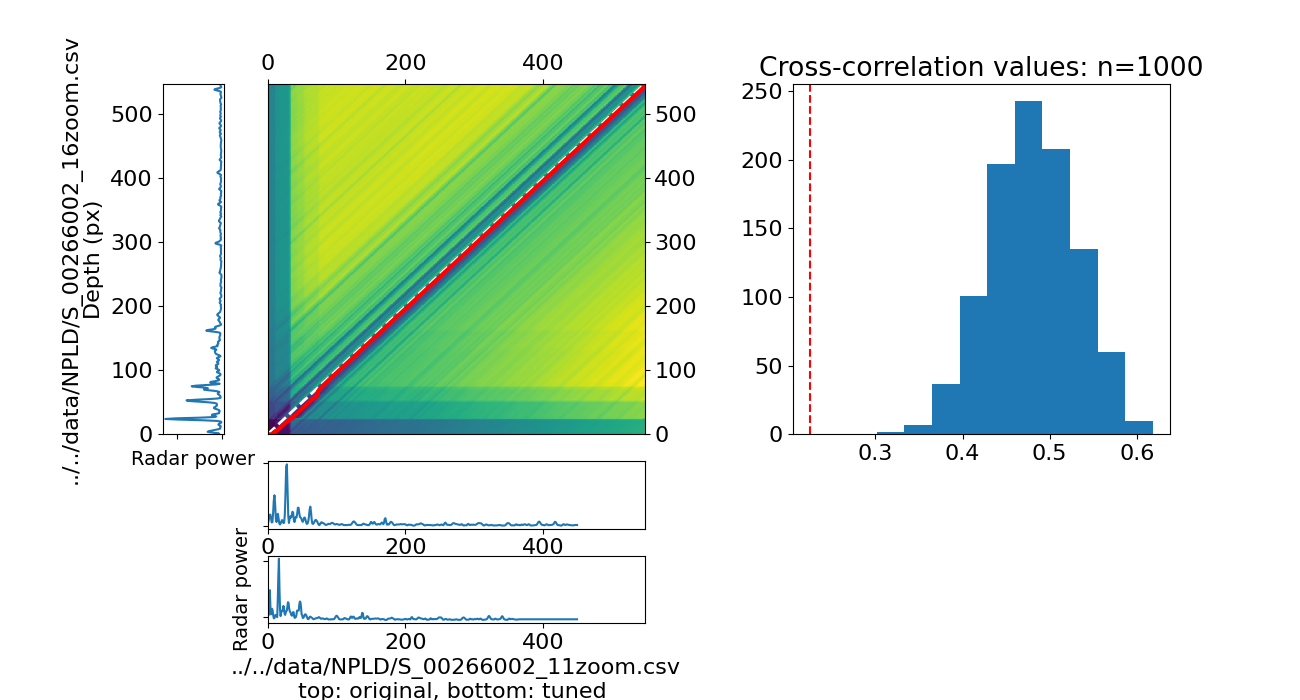 Cross-correlation values: n=1000
0 200 400
../../data/NPLD/S_00266002_16zoom.csv
Depth (px)
500
400
300
200
100
0
500
400
300
200
100
0
250
200
150
100
50
0
0.3 0.4 0.5 0.6
Radar power
0 200 400
Radar power
0 200 400
../../data/NPLD/S_00266002_11zoom.csv
top: original, bottom: tuned